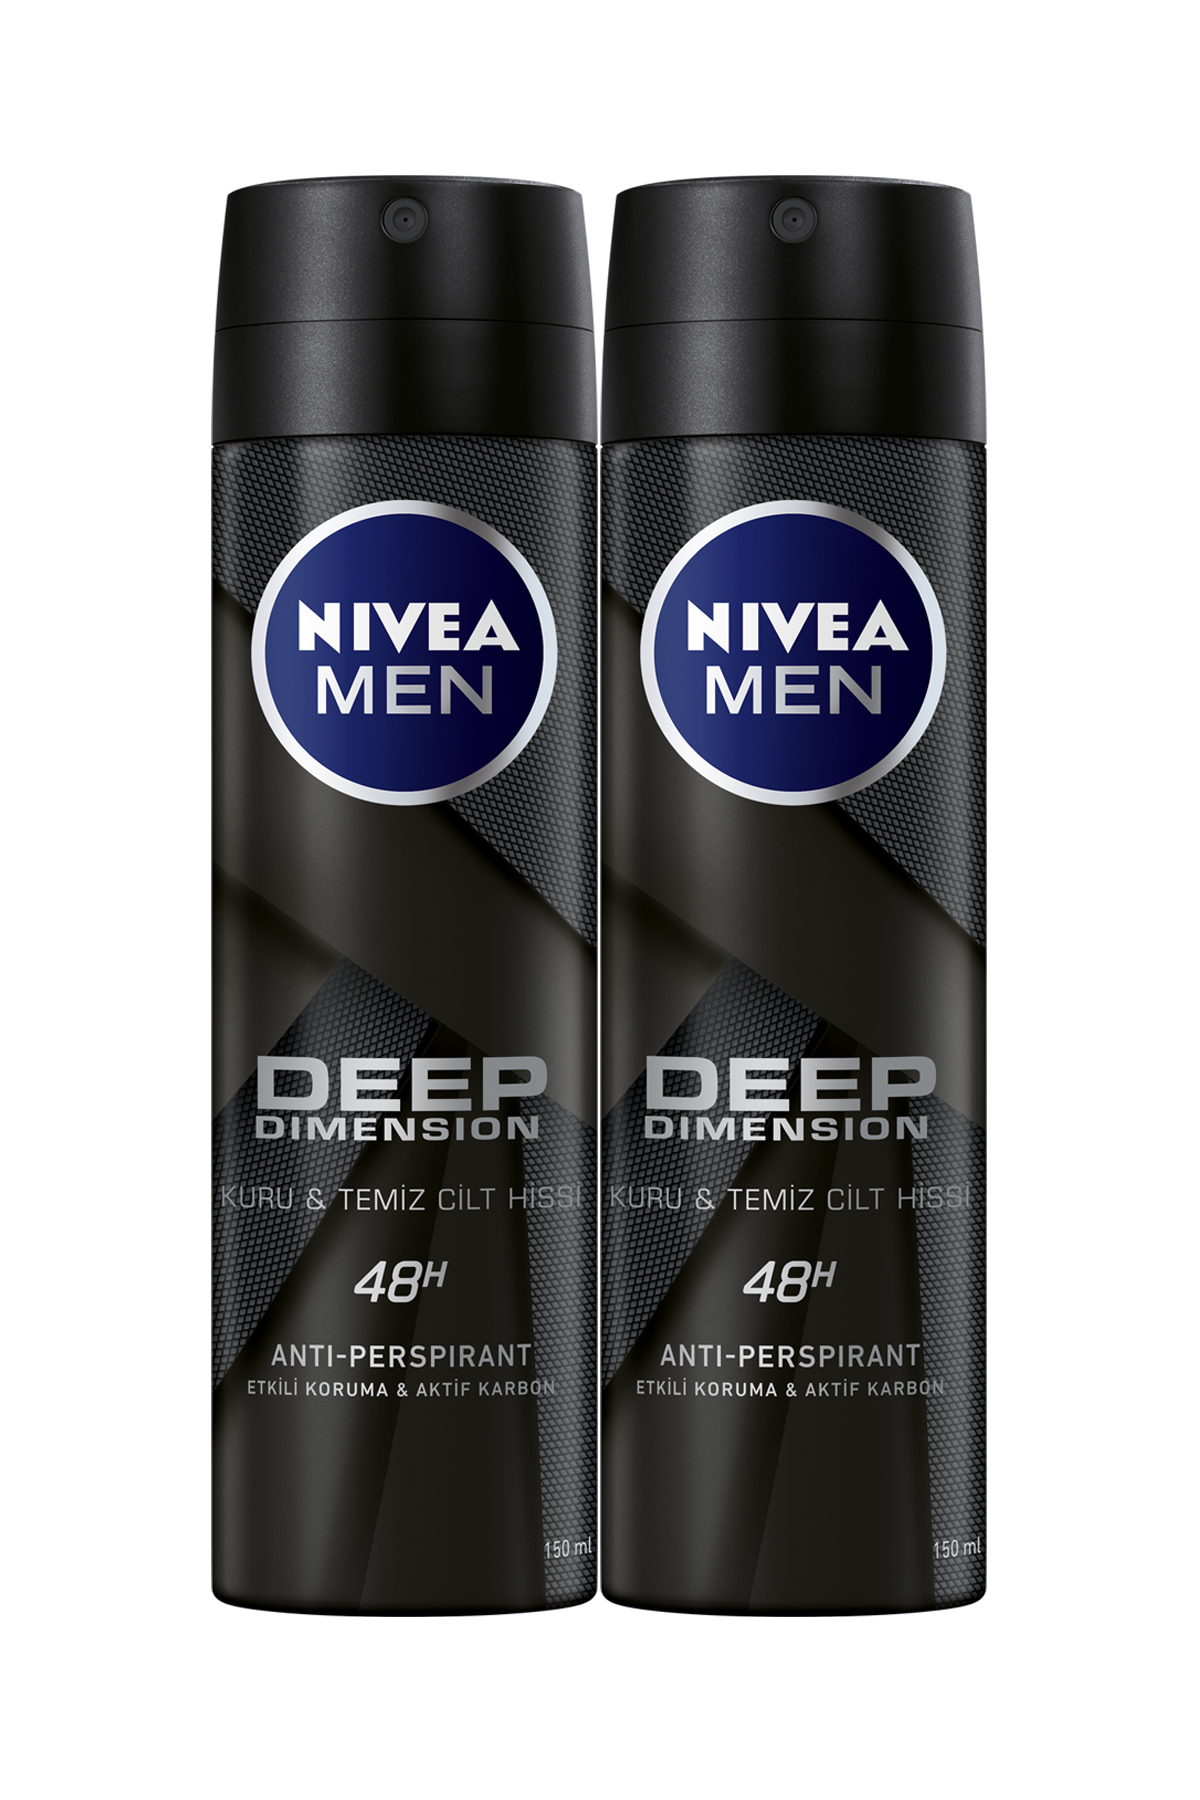 NIVEA
MEN
DEEP
DIMENSION
KURU & TEMİZ CİLT HİSSİ
48H
ANTI-PERSPIRANT
ETKİLİ KORUMA & AKTİF KARBON
150 ml
NIVEA
MEN
DEEP
DIMENSION
KURU & TEMİZ CİLT HİSSİ
48H
ANTI-PERSPIRANT
ETKİLİ KORUMA & AKTİF KARBON
150 ml